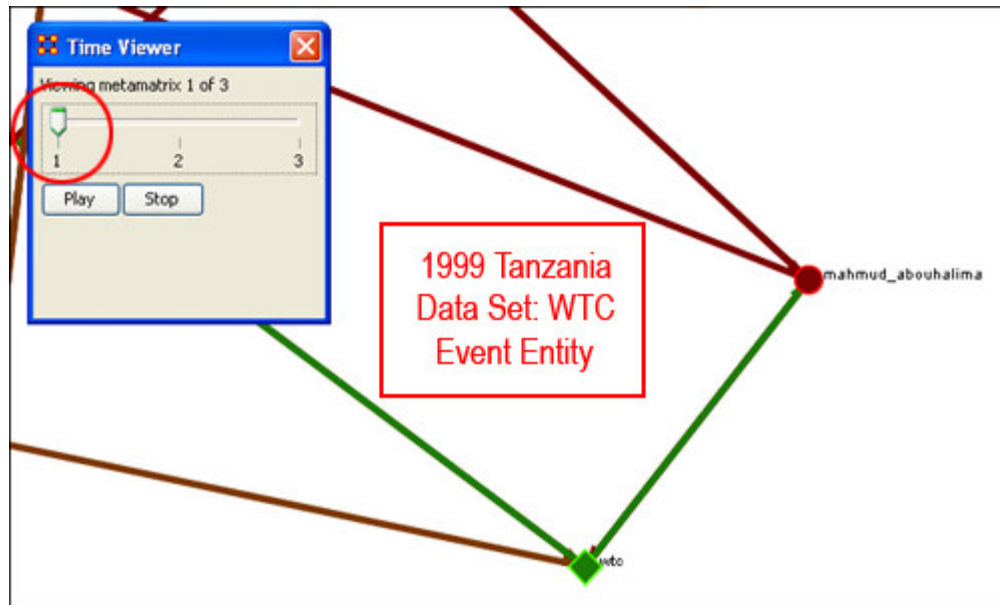 Time Viewer
Viewing metamatrix 1 of 3
1 2 3
Play Stop
1999 Tanzania
Data Set: WTC
Event Entity
mahmud_abouhalima
wtc